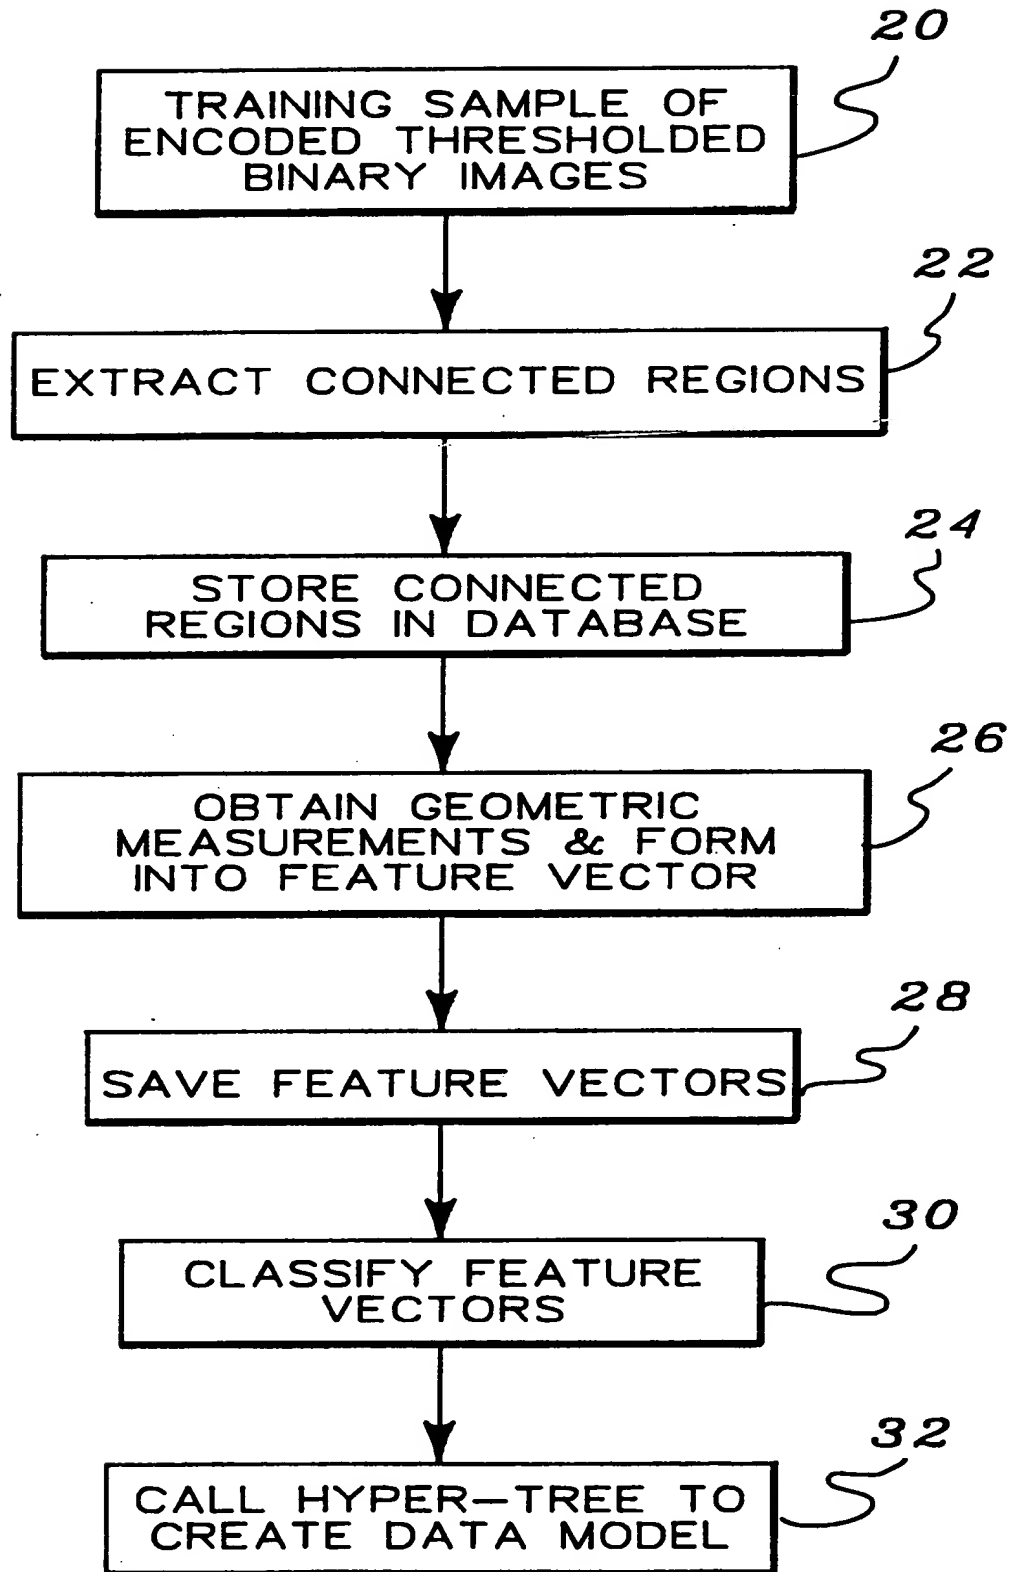 20
TRAINING SAMPLE OF
ENCODED THRESHOLDED
BINARY IMAGES
22
EXTRACT CONNECTED REGIONS
24
STORE CONNECTED
REGIONS IN DATABASE
26
OBTAIN GEOMETRIC
MEASUREMENTS & FORM
INTO FEATURE VECTOR
28
SAVE FEATURE VECTORS
30
CLASSIFY FEATURE
VECTORS
32
CALL HYPER-TREE TO
CREATE DATA MODEL